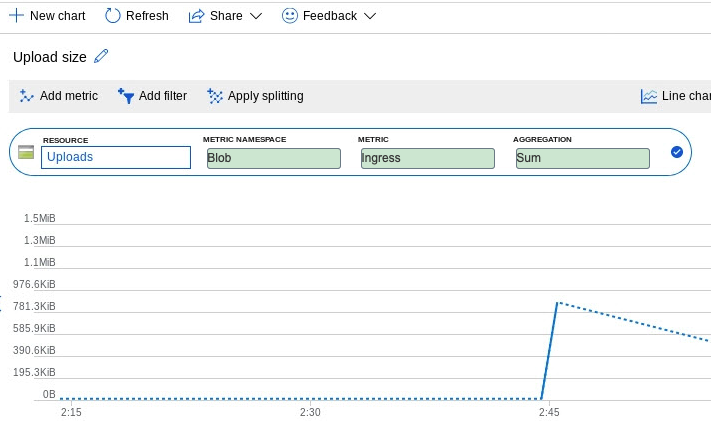 New chart Refresh Share Feedback
Upload size
Add metric Add filter Apply splitting Line char
RESOURCE METRIC NAMESPACE METRIC AGGREGATION
Uploads Blob Ingress Sum
1.5MiB
1.3MiB
1.1MiB
976.6KiB
781.3KiB
585.9KiB
390.6KiB
195.3KiB
0B
2:15 2:30 2:45